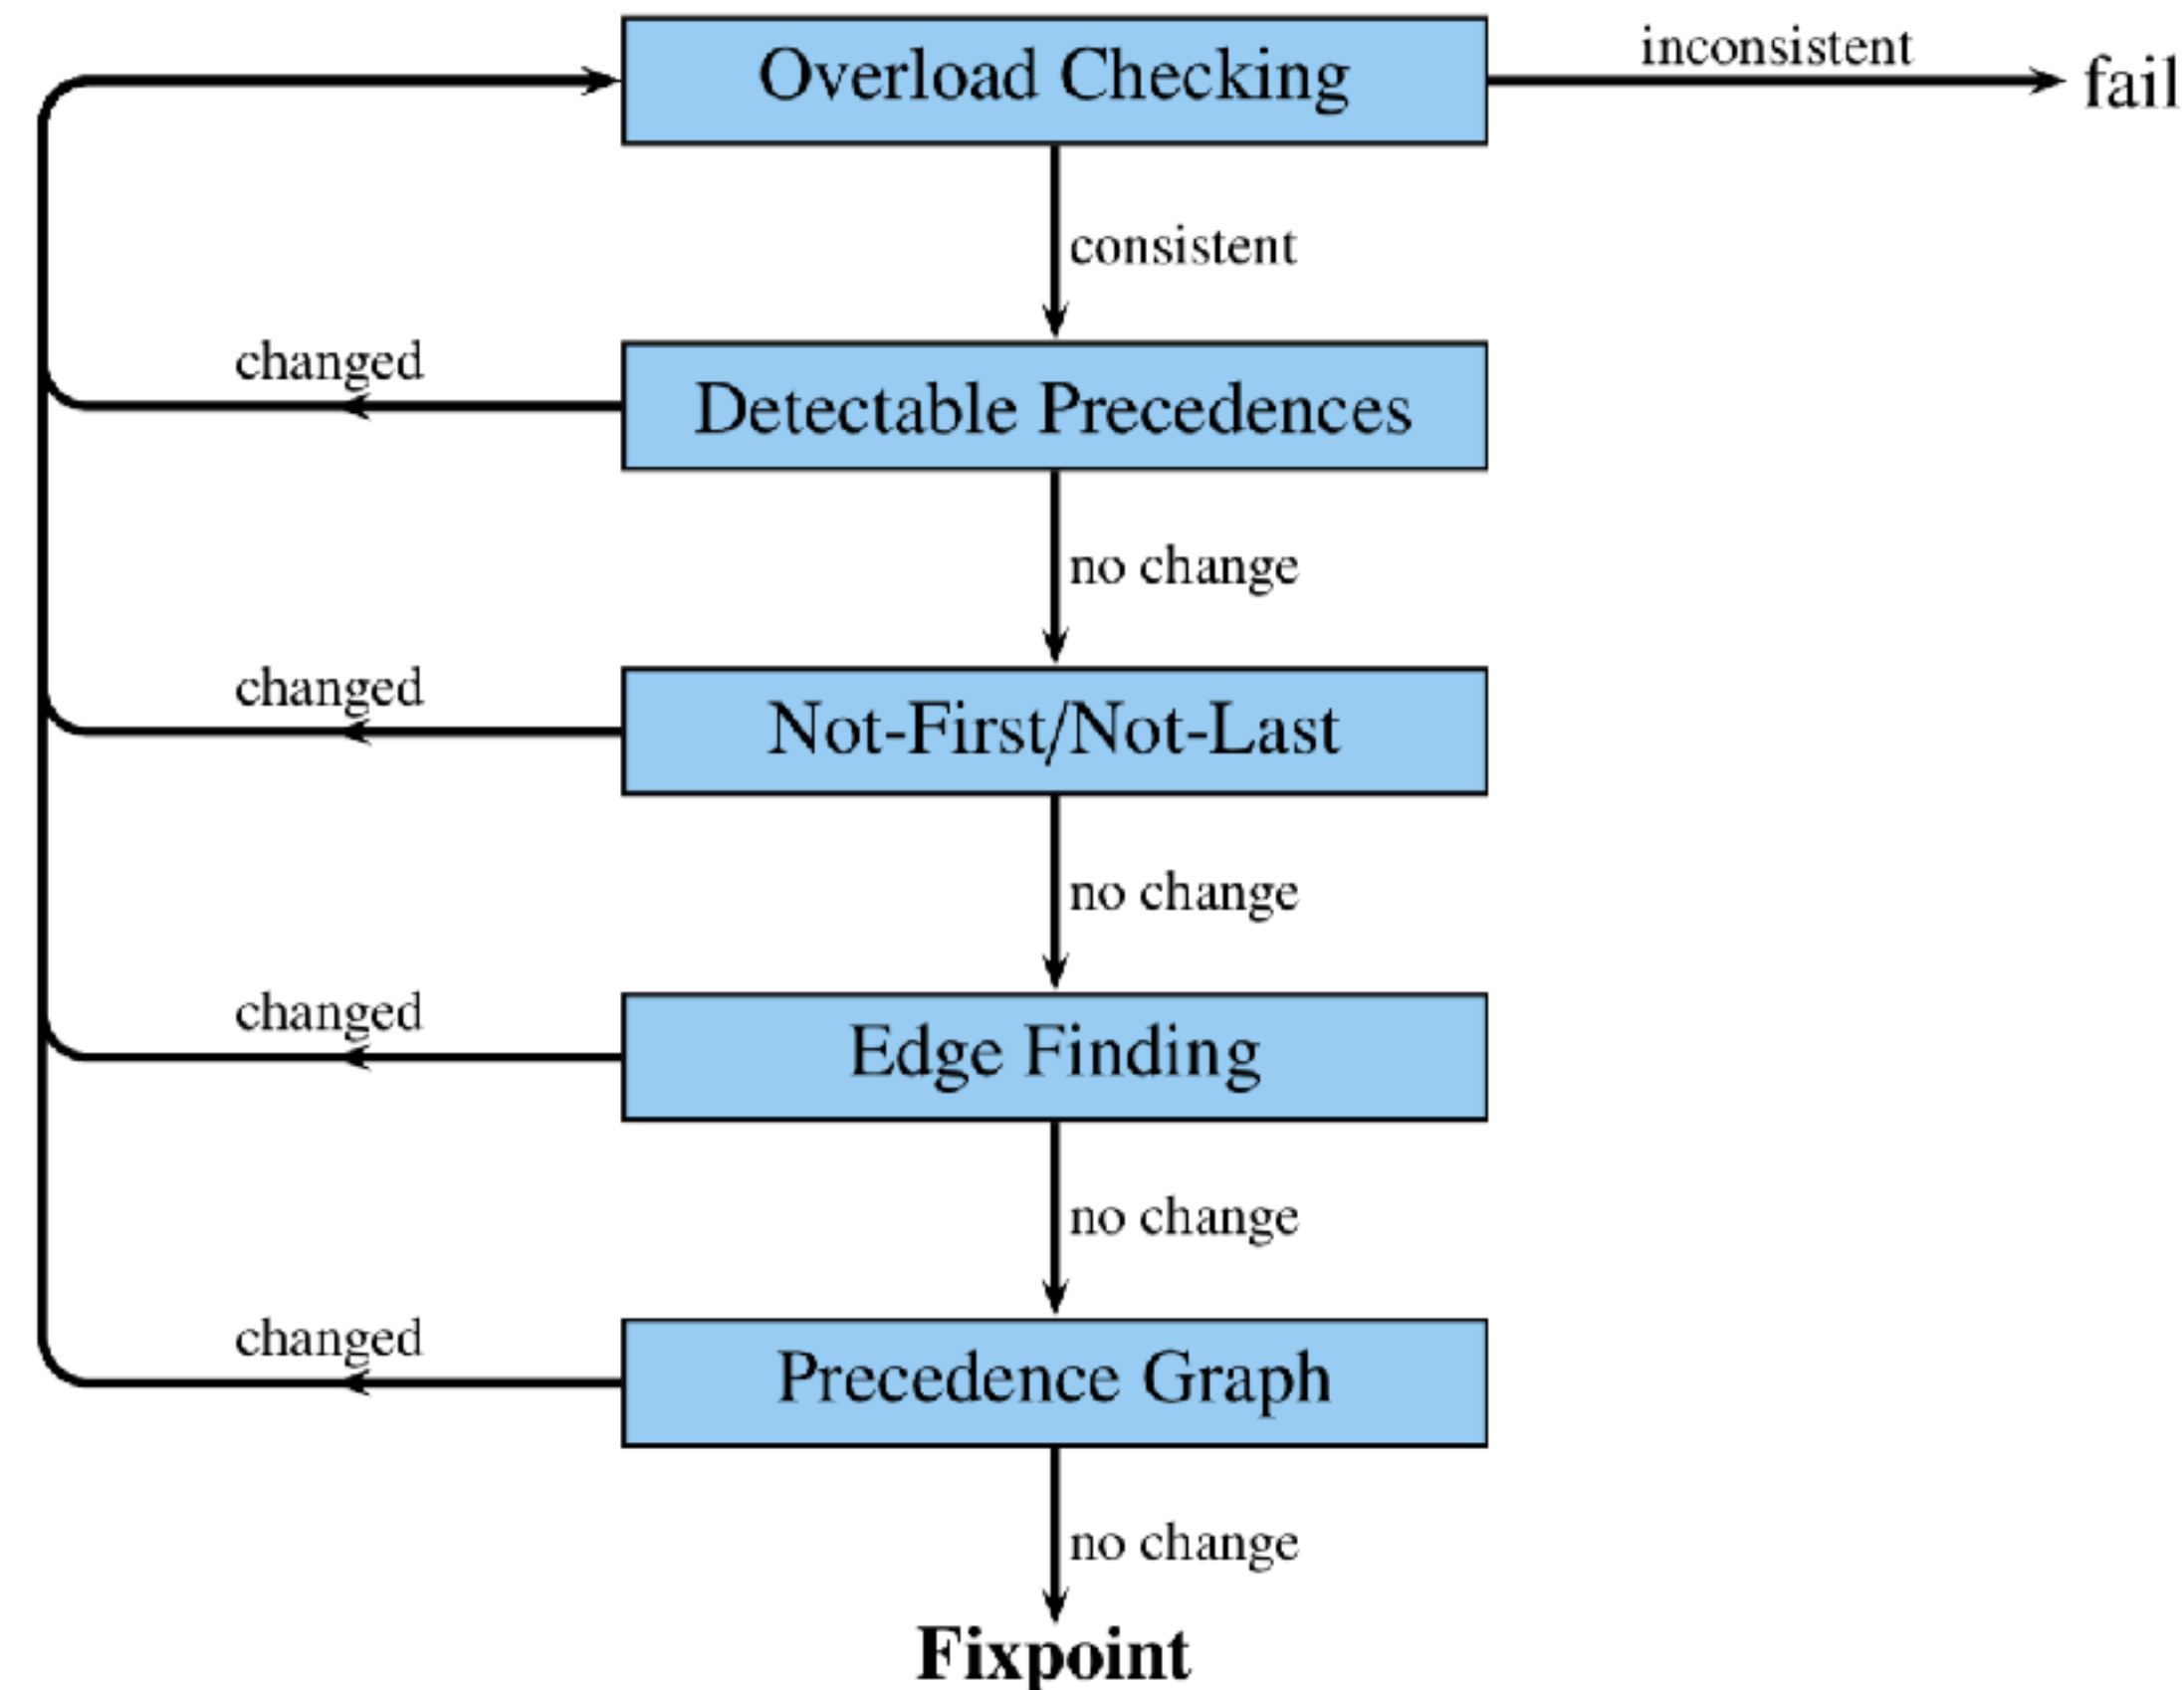 Overload Checking
inconsistent
fail
consistent
changed
Detectable Precedences
no change
changed
Not-First/Not-Last
no change
changed
Edge Finding
no change
changed
Precedence Graph
no change
Fixpoint